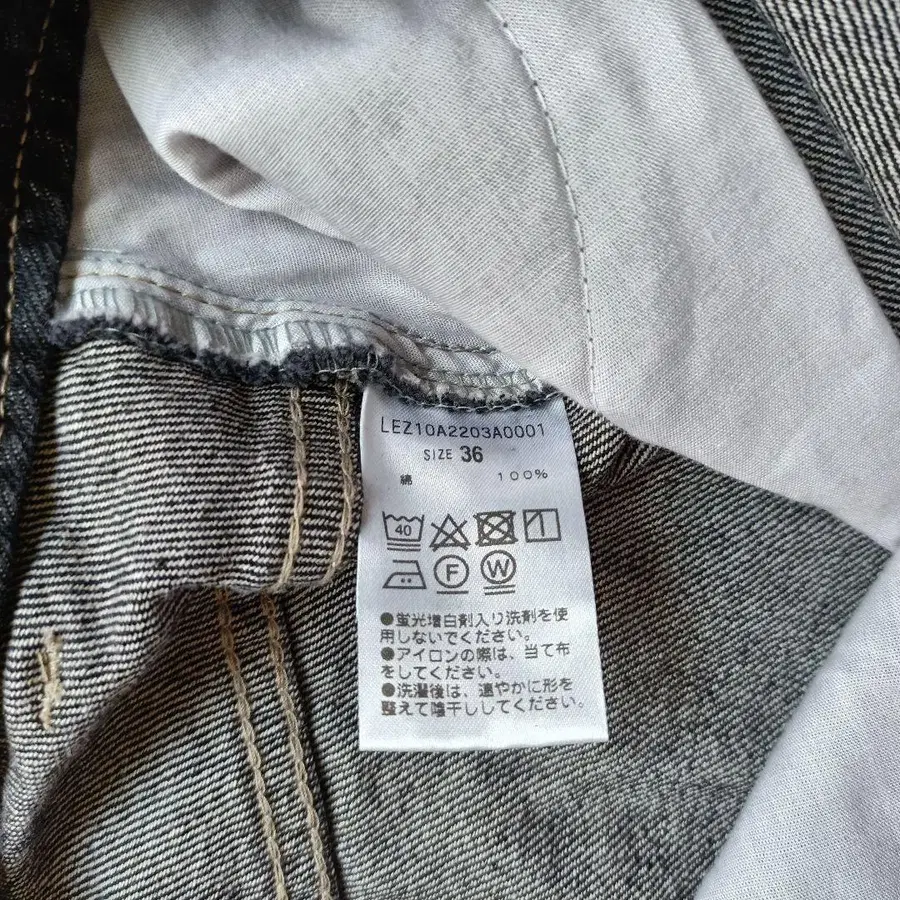 LEZ10A2203A0001
SIZE 36
綿 100%
40
F W
●蛍光増白剤入り洗剤を使
用しないでください。
●アイロンの際は、当て布
をしてください。
●洗濯後は、速やかに形を
整えて陰干ししてください。